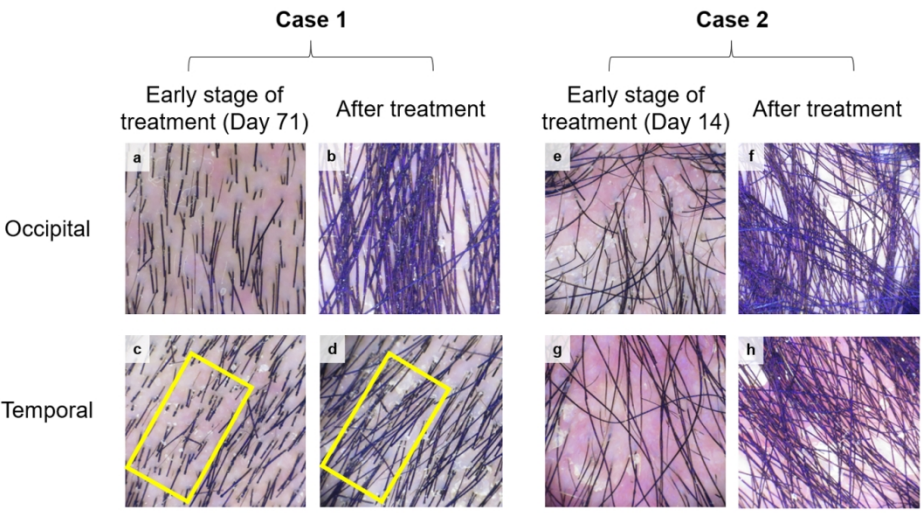 Case 1
Case 2
Early stage of
treatment (Day 71)
After treatment
Early stage of
treatment (Day 14)
After treatment
a
b
e
f
Occipital
c
d
g
h
Temporal